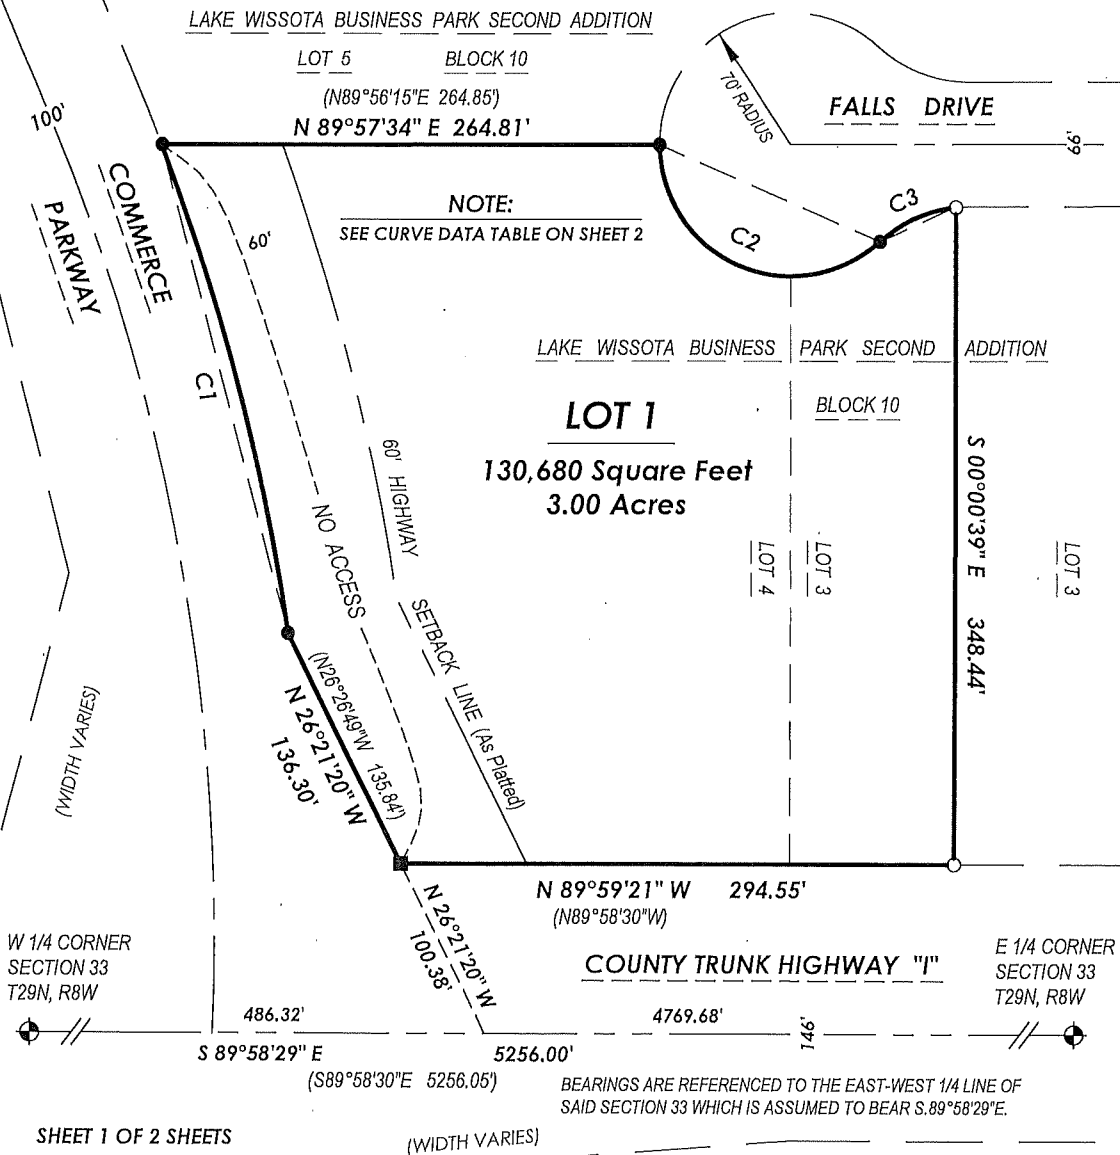 LAKE WISSOTA BUSINESS PARK SECOND ADDITION
LOT 5 BLOCK 10
(N89°56'15"E 264.85')
N 89°57'34" E 264.81'
100'
70' RADIUS
FALLS DRIVE
66'
COMMERCE
PARKWAY
60'
NOTE:
SEE CURVE DATA TABLE ON SHEET 2
C3
C2
C1
LAKE WISSOTA BUSINESS PARK SECOND ADDITION
BLOCK 10
LOT 1
130,680 Square Feet
3.00 Acres
S 00°00'39" E 348.44'
60' HIGHWAY
SETBACK LINE (As Platted)
NO ACCESS
LOT 4
LOT 3
LOT 3
(N26°26'49"W 135.84')
N 26°21'20" W
136.30'
(WIDTH VARIES)
N 89°59'21" W 294.55'
(N89°58'30"W)
N 26°21'20" W
100.38'
W 1/4 CORNER
SECTION 33
T29N, R8W
COUNTY TRUNK HIGHWAY "I"
E 1/4 CORNER
SECTION 33
T29N, R8W
486.32'
4769.68'
146'
S 89°58'29" E 5256.00'
(S89°58'30"E 5256.05')
BEARINGS ARE REFERENCED TO THE EAST-WEST 1/4 LINE OF
SAID SECTION 33 WHICH IS ASSUMED TO BEAR S.89°58'29"E.
SHEET 1 OF 2 SHEETS
(WIDTH VARIES)